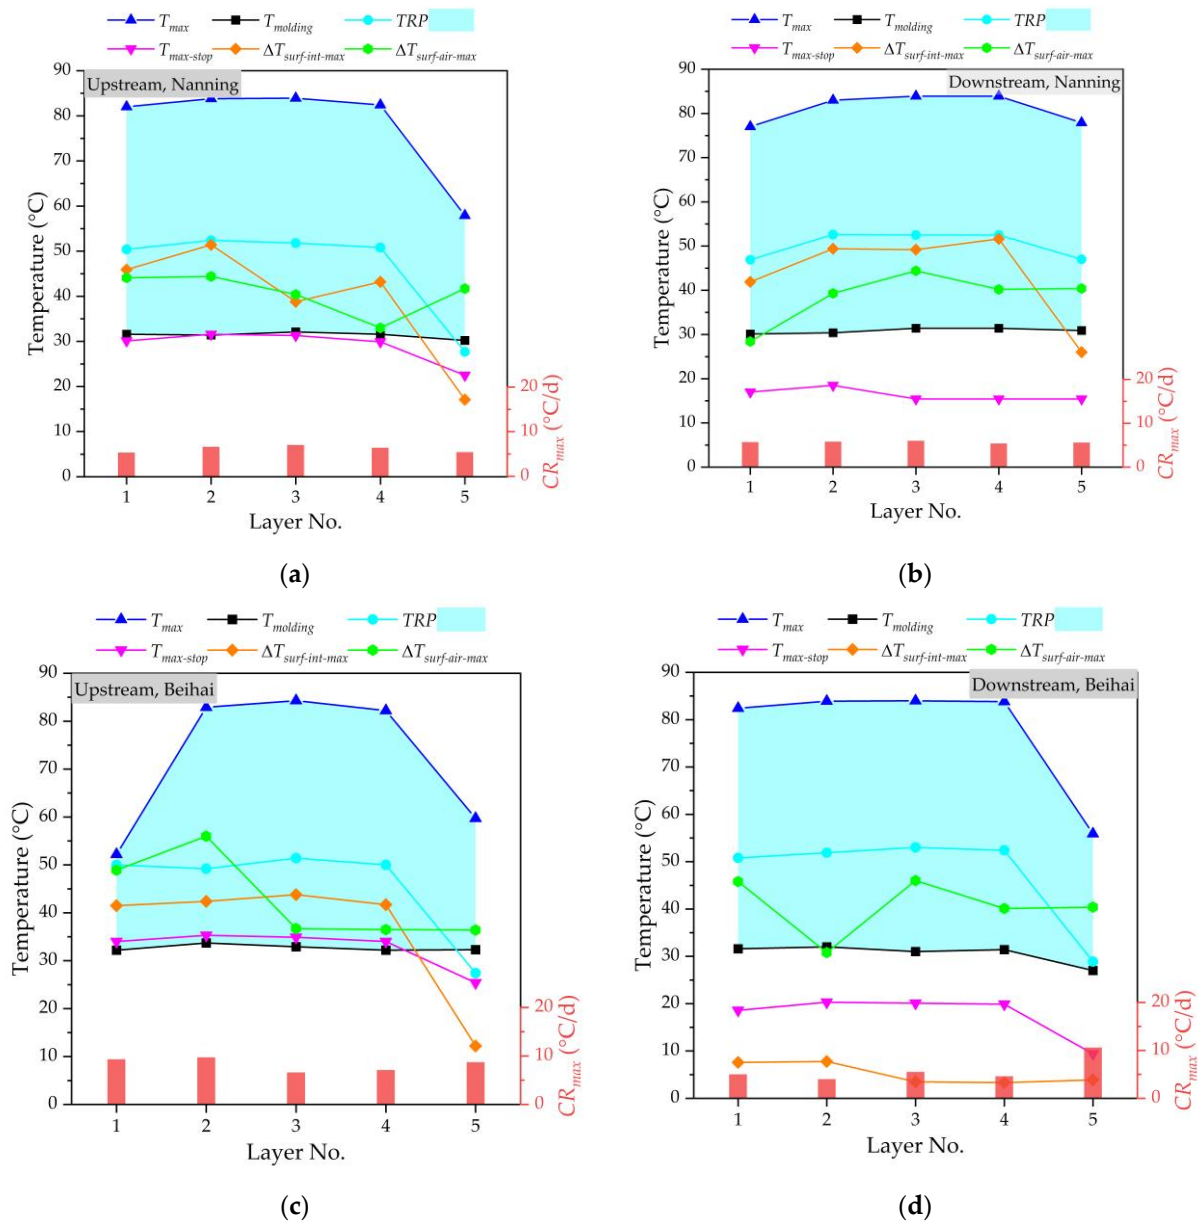 T_max T_molding TRP
T_max-stop ΔT_surf-int-max ΔT_surf-air-max
Upstream, Nanning
90
80
70
60
50
40
30
20
10
0
Temperature (°C)
20
10
0
CR_max (°C/d)
1 2 3 4 5
Layer No.
(a)
T_max T_molding TRP
T_max-stop ΔT_surf-int-max ΔT_surf-air-max
Downstream, Nanning
90
80
70
60
50
40
30
20
10
0
Temperature (°C)
20
10
0
CR_max (°C/d)
1 2 3 4 5
Layer No.
(b)
T_max T_molding TRP
T_max-stop ΔT_surf-int-max ΔT_surf-air-max
Upstream, Beihai
90
80
70
60
50
40
30
20
10
0
Temperature (°C)
20
10
0
CR_max (°C/d)
1 2 3 4 5
Layer No.
(c)
T_max T_molding TRP
T_max-stop ΔT_surf-int-max ΔT_surf-air-max
Downstream, Beihai
90
80
70
60
50
40
30
20
10
0
Temperature (°C)
20
10
0
CR_max (°C/d)
1 2 3 4 5
Layer No.
(d)